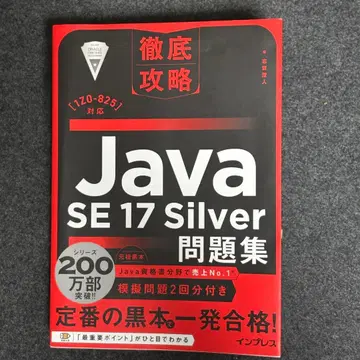 ORACLE
徹底
攻略
[1Z0-825]
対応
Java
SE 17 Silver
問題集
シリーズ
200
万部
突破!!
Java資格書分野で売上No.1
模擬問題2回分付き
定番の黒本で一発合格!
「最重要ポイント」がひと目でわかる
インプレス